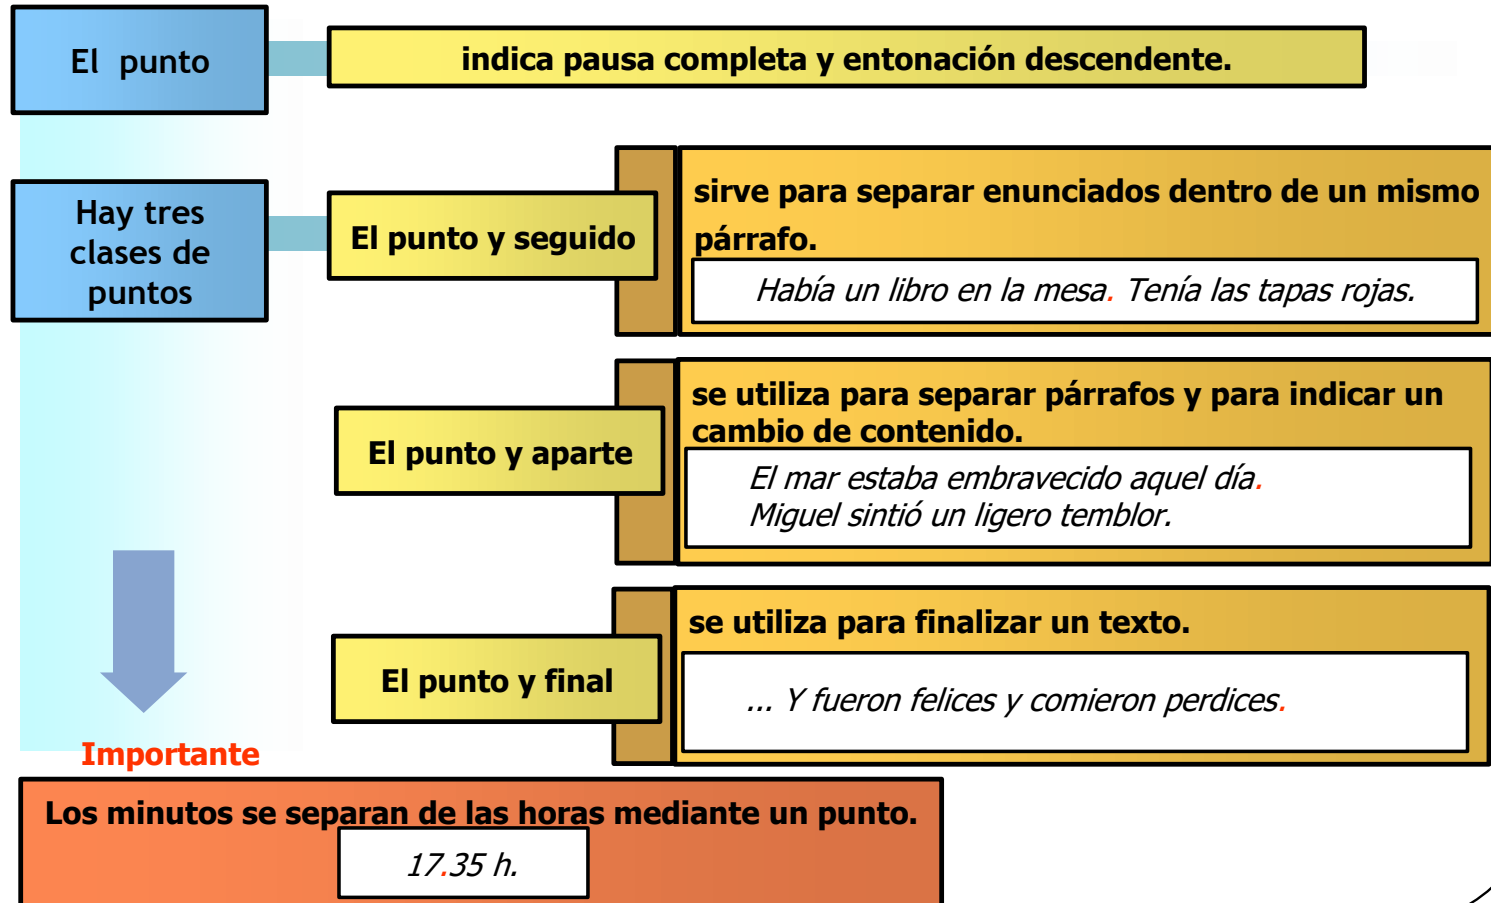 El punto
indica pausa completa y entonación descendente.
Hay tres
clases de
puntos
El punto y seguido
sirve para separar enunciados dentro de un mismo
párrafo.
Había un libro en la mesa. Tenía las tapas rojas.
El punto y aparte
se utiliza para separar párrafos y para indicar un
cambio de contenido.
El mar estaba embravecido aquel día.
Miguel sintió un ligero temblor.
El punto y final
se utiliza para finalizar un texto.
... Y fueron felices y comieron perdices.
Importante
Los minutos se separan de las horas mediante un punto.
17.35 h.